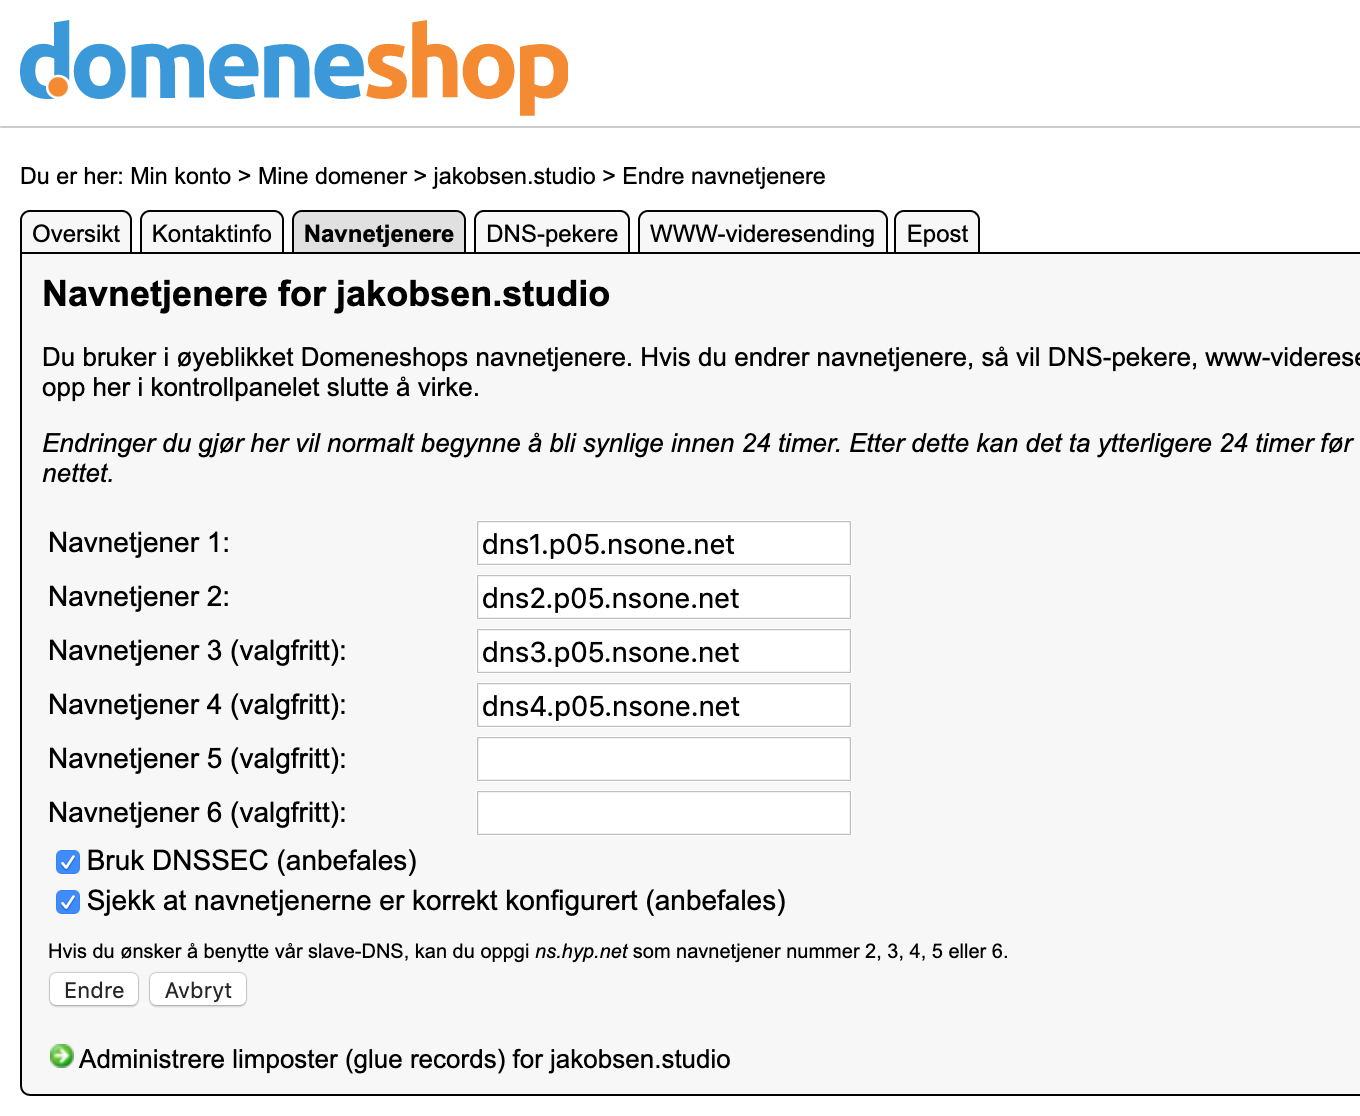 domeneshop
Du er her: Min konto > Mine domener > jakobsen.studio > Endre navnetjenere
Oversikt Kontaktinfo Navnetjenere DNS-pekere WWW-videresending Epost
Navnetjenere for jakobsen.studio
Du bruker i øyeblikket Domeneshops navnetjenere. Hvis du endrer navnetjenere, så vil DNS-pekere,
opp her i kontrollpanelet slutte å virke.
Endringer du gjør her vil normalt begynne å bli synlige innen 24 timer. Etter dette kan det ta ytterligere 24 timer før
nettet.
Navnetjener 1: dns1.p05.nsone.net
Navnetjener 2: dns2.p05.nsone.net
Navnetjener 3 (valgfritt): dns3.p05.nsone.net
Navnetjener 4 (valgfritt): dns4.p05.nsone.net
Navnetjener 5 (valgfritt):
Navnetjener 6 (valgfritt):
Bruk DNSSEC (anbefales)
Sjekk at navnetjenerne er korrekt konfigurert (anbefales)
Hvis du ønsker å benytte vår slave-DNS, kan du oppgi ns.hyp.net som navnetjener nummer 2, 3, 4, 5 eller 6.
Endre Avbryt
Administrere limposter (glue records) for jakobsen.studio